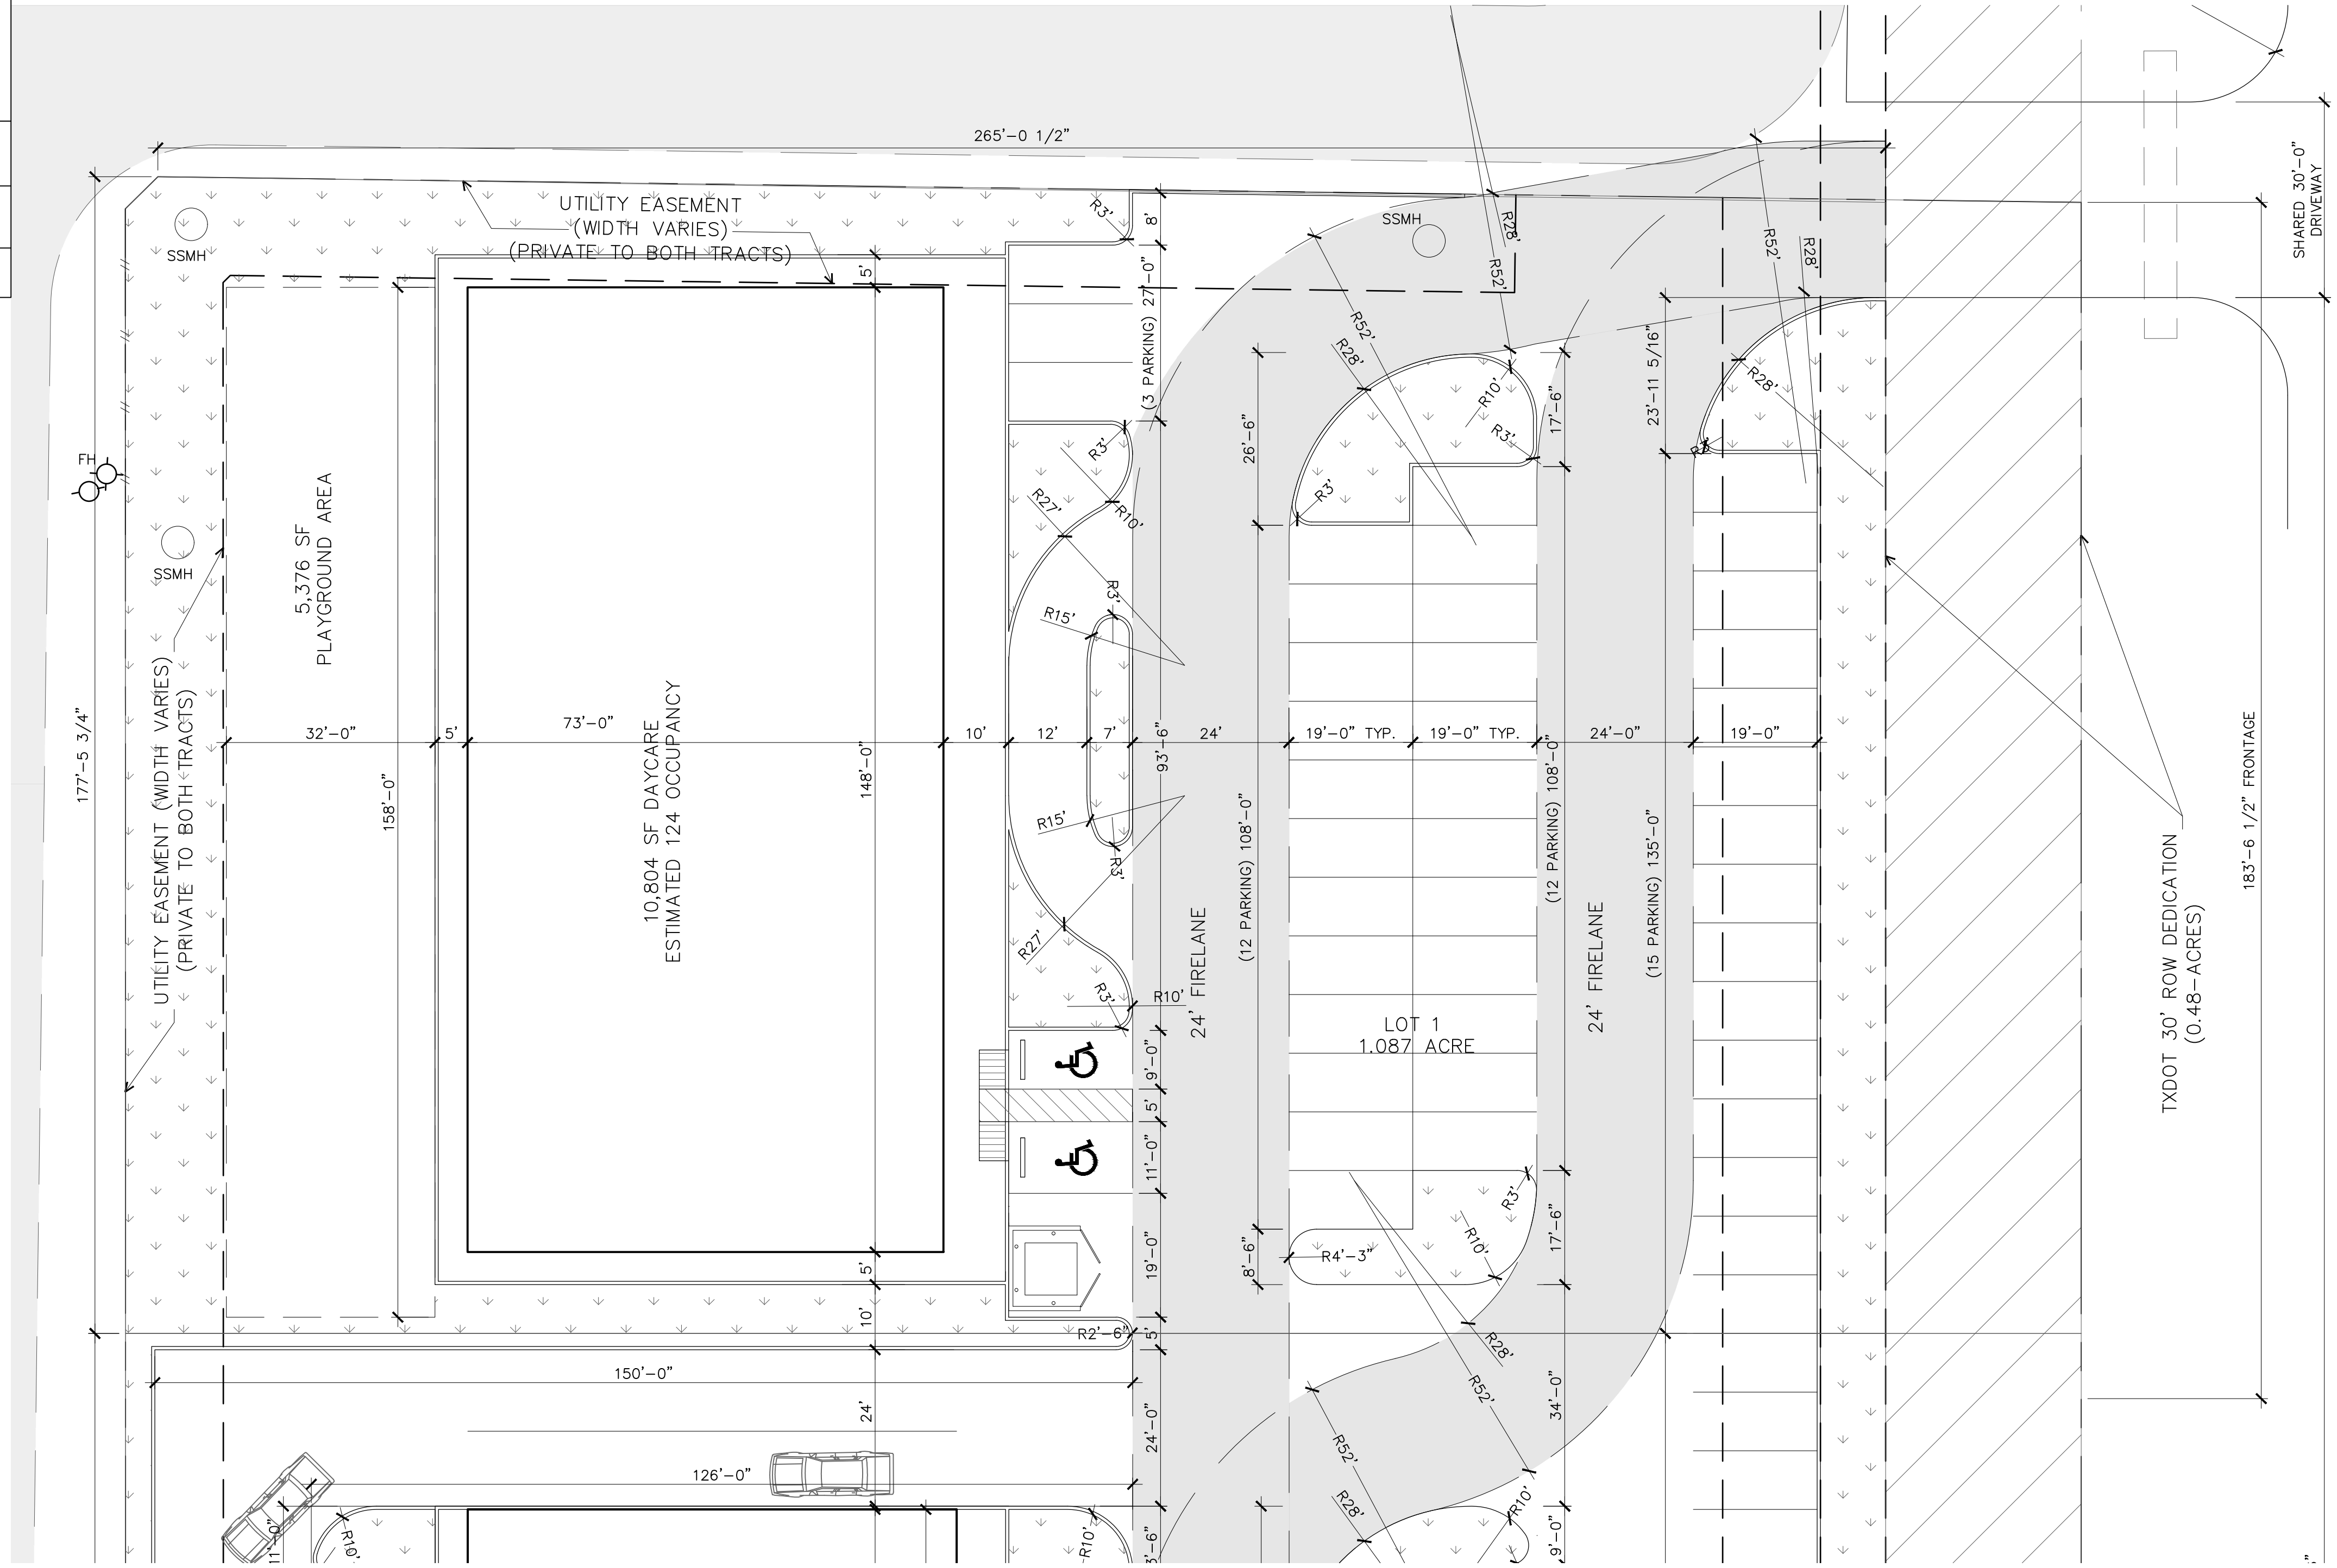 265'-0 1/2"
UTILITY EASEMENT
(WIDTH VARIES)
(PRIVATE TO BOTH TRACTS)
SSMH
SSMH
SSMH
FH
R3'
8'
5'
(3 PARKING) 27'-0"
R28'
R52'
R52'
R28'
SHARED 30'-0"
DRIVEWAY
R52'
R28'
R10'
R3'
R3'
26'-6"
17'-6"
23'-11 5/16"
R28'
R3'
R10'
R27'
R3'
R15'
5,376 SF
PLAYGROUND AREA
UTILITY EASEMENT (WIDTH VARIES)
(PRIVATE TO BOTH TRACTS)
177'-5 3/4"
32'-0"
5'
73'-0"
10'
12'
7'
24'
19'-0" TYP.
19'-0" TYP.
24'-0"
19'-0"
158'-0"
148'-0"
93'-6"
10,804 SF DAYCARE
ESTIMATED 124 OCCUPANCY
R15'
R3'
R27'
R3'
R10'
(12 PARKING) 108'-0"
(12 PARKING) 108'-0"
(15 PARKING) 135'-0"
24' FIRELANE
24' FIRELANE
LOT 1
1.087 ACRE
183'-6 1/2" FRONTAGE
TXDOT 30' ROW DEDICATION
(0.48-ACRES)
9'-0"
5'
11'-0"
19'-0"
5'
R2'-6"
5'
10'
8'-6"
R4'-3"
R10'
R3'
17'-6"
R28'
R52'
34'-0"
150'-0"
24'
24'-0"
126'-0"
R52'
R28'
R10'
9'-0"
R10'
11'-0"
R10'